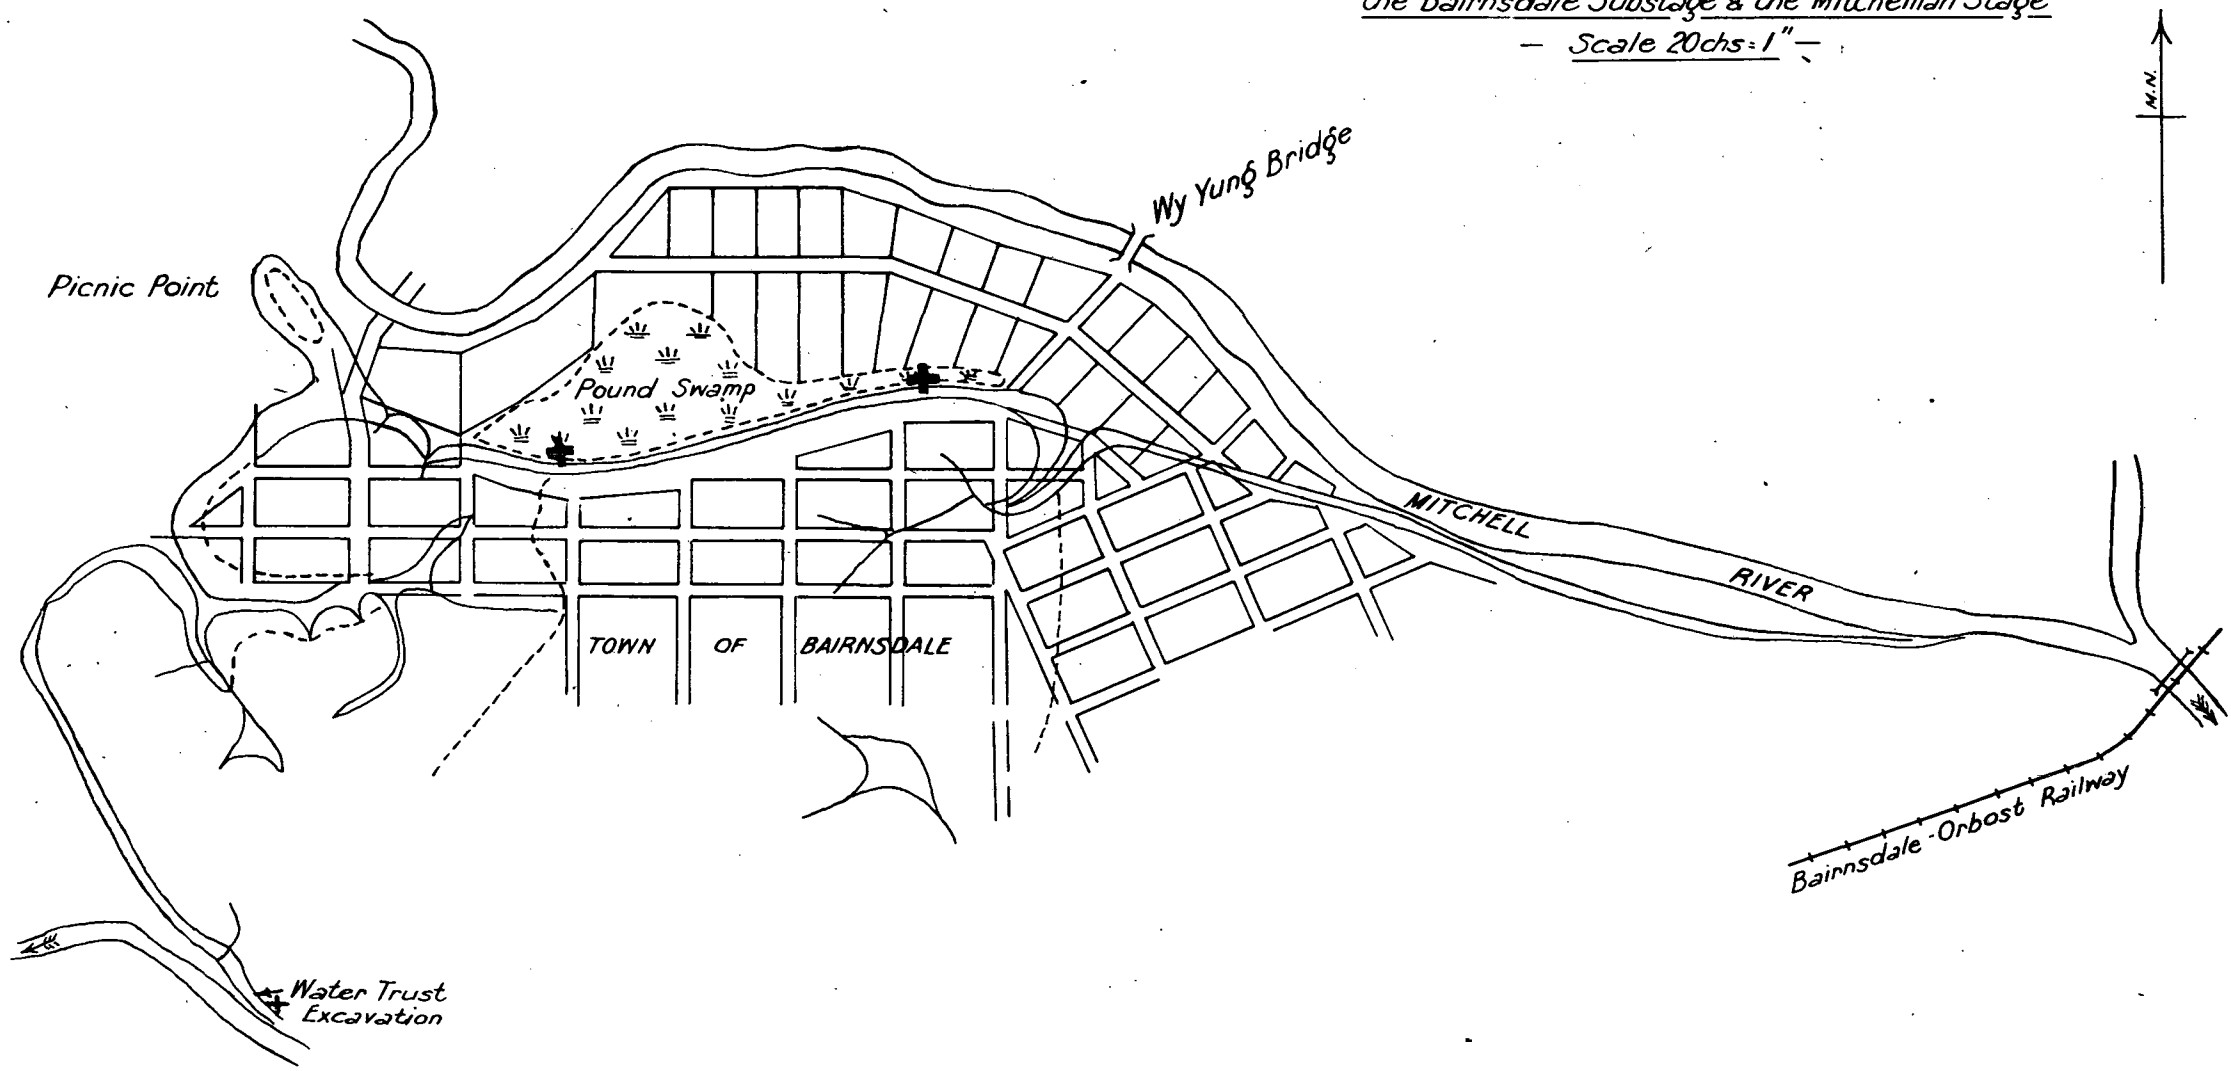 the Bairnsdale Substage & the Mitchellian Stage
— Scale 20chs = 1" —
M.N.
Wy Yung Bridge
Picnic Point
Pound Swamp
MITCHELL
RIVER
TOWN OF BAIRNSDALE
Bairnsdale-Orbost Railway
Water Trust
Excavation